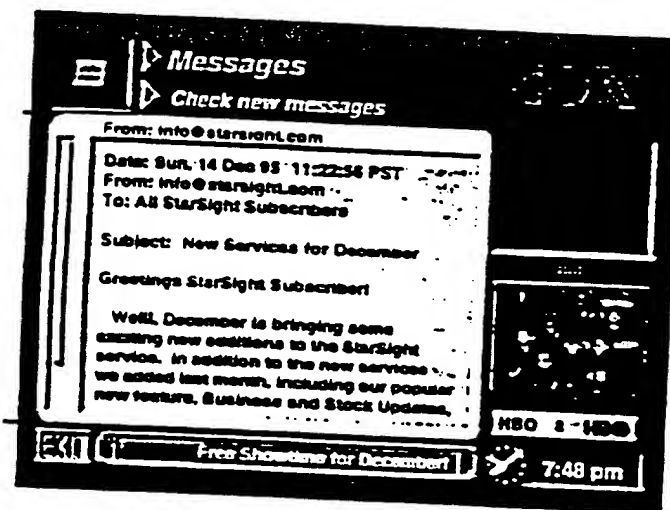 Messages
Check new messages
From: info@starsight.com
Date: Sun, 14 Dec 95 11:22:56 PST
From: info@starsight.com
To: All StarSight Subscribers
Subject: New Services for December
Greetings StarSight Subscriber!
Well, December is bringing some
exciting new additions to the StarSight
service. In addition to the new services
we added last month, including our popular
new feature, Business and Stock Updates,
HBO 2
Free Showtime for December!
7:48 pm